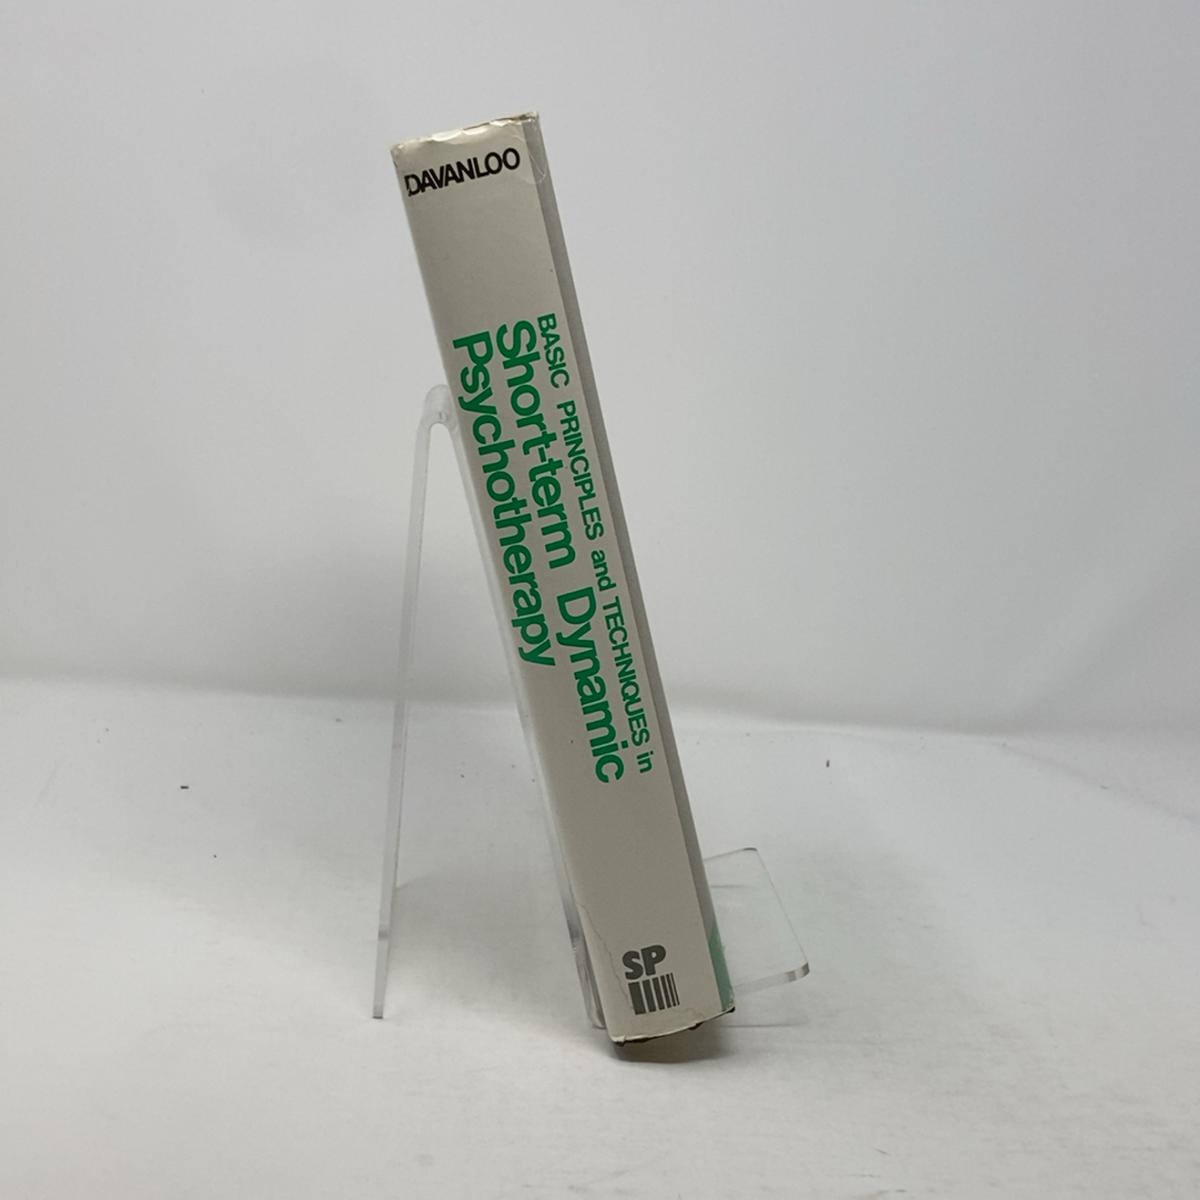 DAVANLOO
BASIC PRINCIPLES and TECHNIQUES in
Short-term Dynamic
Psychotherapy
SP